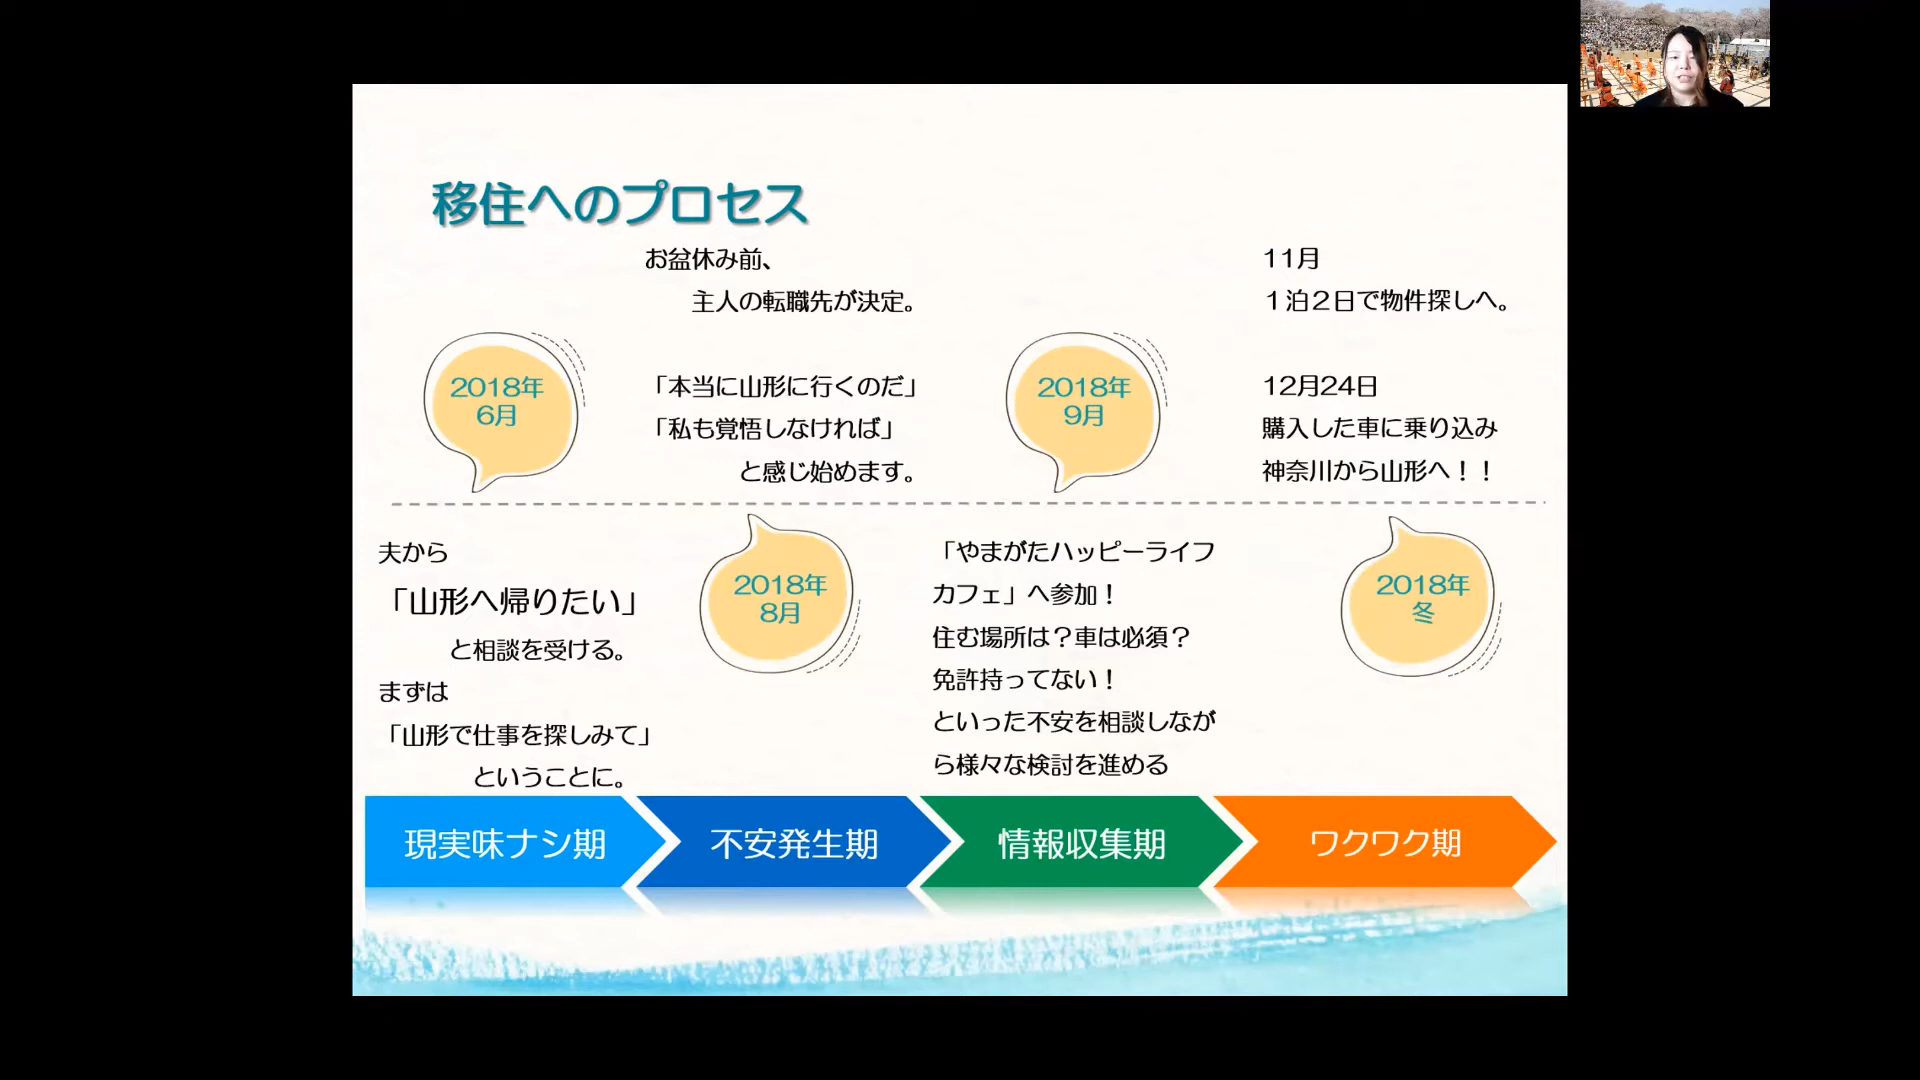 移住へのプロセス
2018年
6月
夫から
「山形へ帰りたい」
と相談を受ける。
まずは
「山形で仕事を探しみて」
ということに。
お盆休み前、
主人の転職先が決定。
「本当に山形に行くのだ」
「私も覚悟しなければ」
と感じ始めます。
2018年
8月
2018年
9月
「やまがたハッピーライフ
カフェ」へ参加！
住む場所は？車は必須？
免許持ってない！
といった不安を相談しなが
ら様々な検討を進める
11月
１泊２日で物件探しへ。
12月24日
購入した車に乗り込み
神奈川から山形へ！！
2018年
冬
現実味ナシ期
不安発生期
情報収集期
ワクワク期